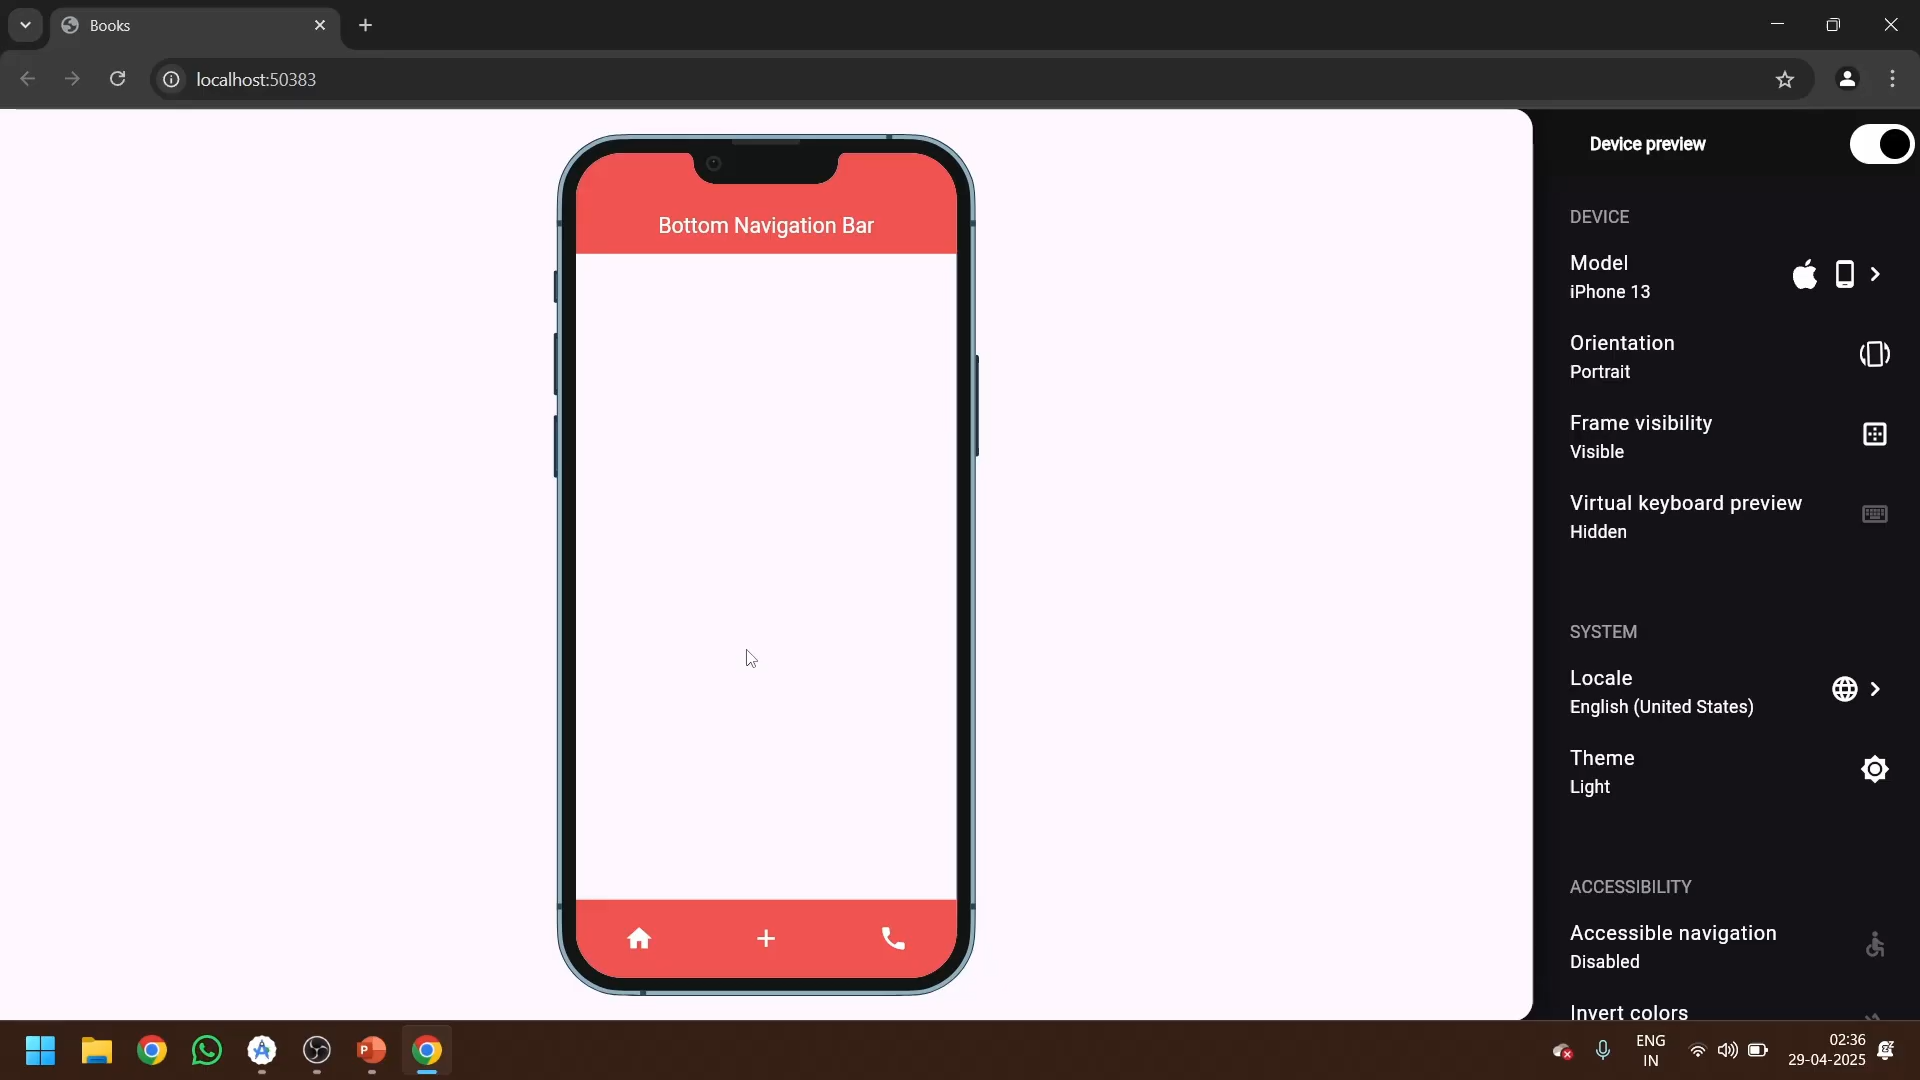 Books
localhost:50383
Device preview
Bottom Navigation Bar
DEVICE
Model
iPhone 13
Orientation
Portrait
Frame visibility
Visible
Virtual keyboard preview
Hidden
SYSTEM
Locale
English (United States)
Theme
Light
ACCESSIBILITY
Accessible navigation
Disabled
Invert colors
ENG
IN
02:36
29-04-2025